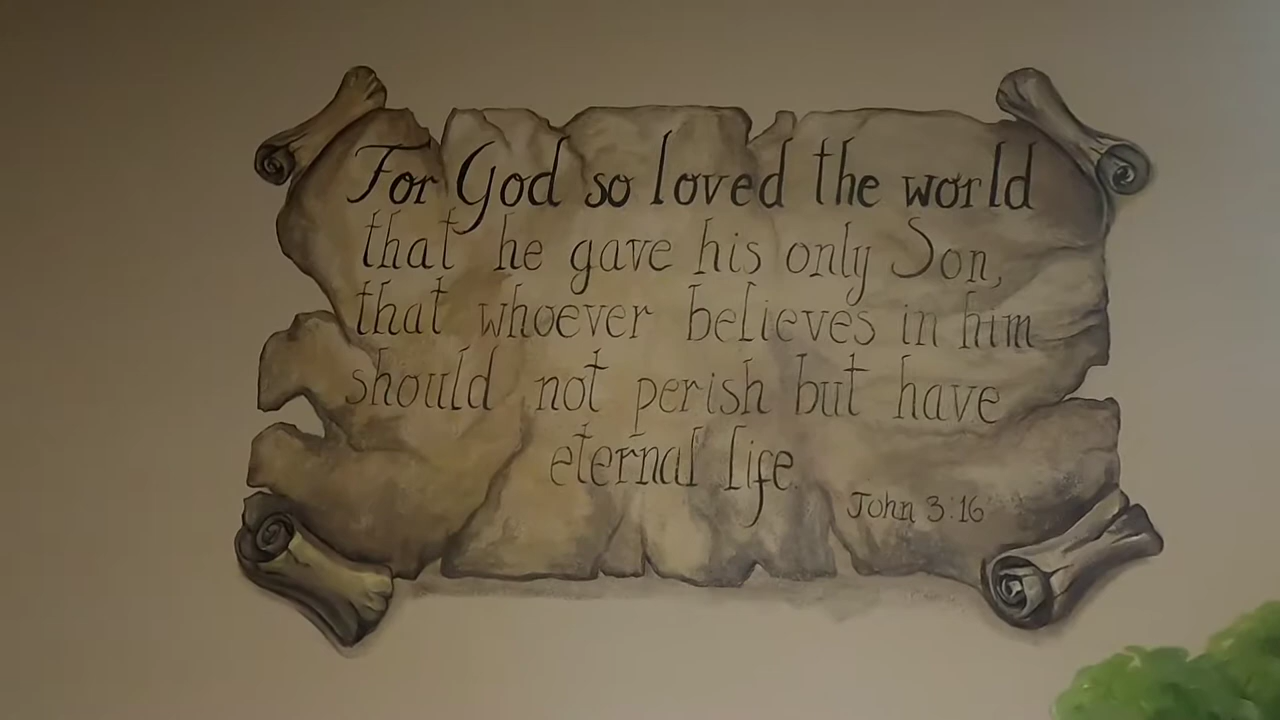 For God so loved the world
that he gave his only Son,
that whoever believes in him
should not perish but have
eternal life.
John 3:16